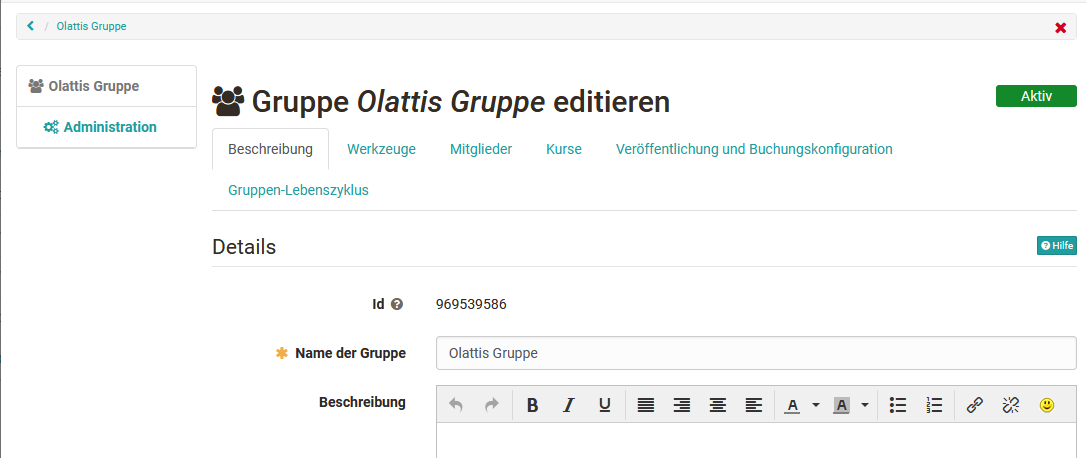 / Olattis Gruppe
Olattis Gruppe
Administration
Gruppe Olattis Gruppe editieren
Aktiv
Beschreibung Werkzeuge Mitglieder Kurse Veröffentlichung und Buchungskonfiguration
Gruppen-Lebenszyklus
Details
Hilfe
Id 969539586
Name der Gruppe Olattis Gruppe
Beschreibung B I U A A